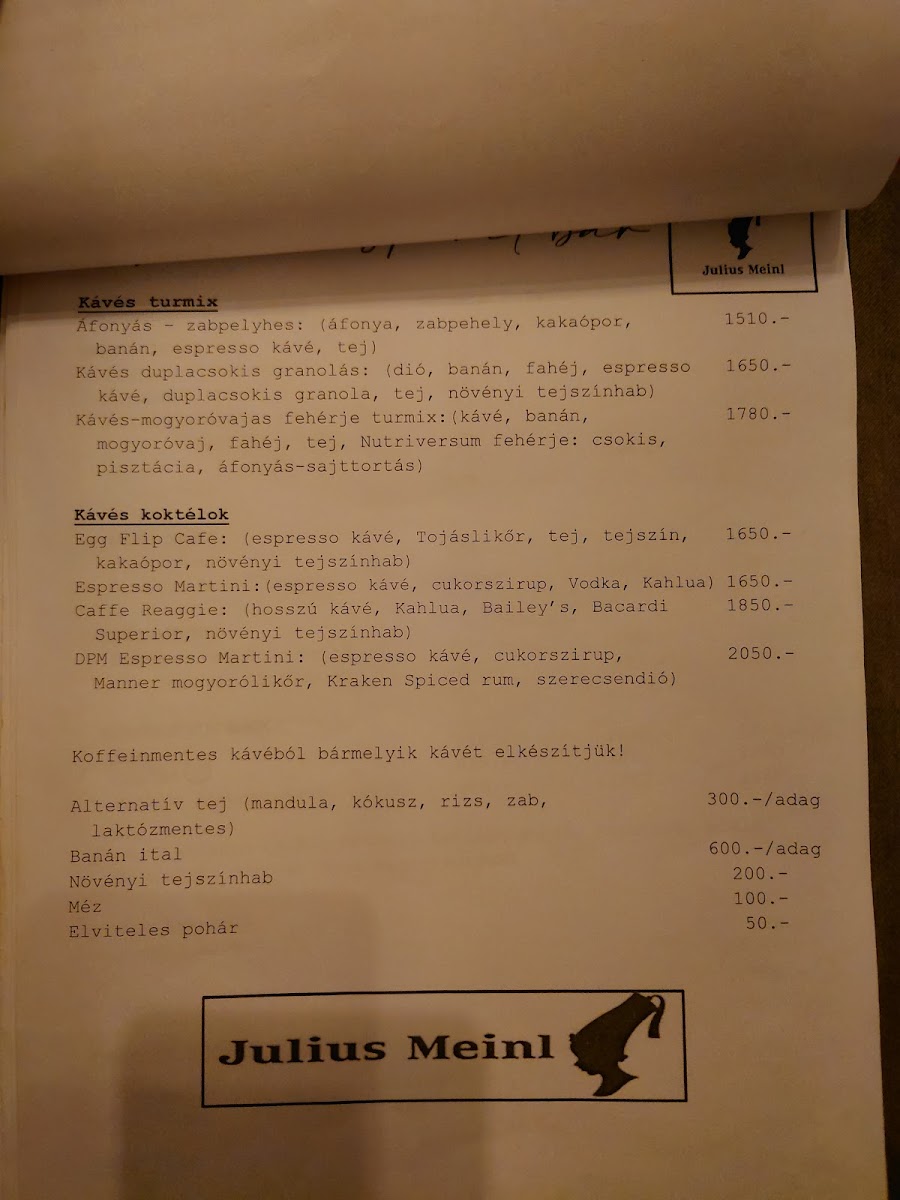 Julius Meinl
Kávés turmix
Áfonyás - zabpelyhes: (áfonya, zabpehely, kakaópor, 1510.-
banán, espresso kávé, tej)
Kávés duplacsokis granolás: (dió, banán, fahéj, espresso 1650.-
kávé, duplacsokis granola, tej, növényi tejszínhab)
Kávés-mogyoróvajas fehérje turmix:(kávé, banán, 1780.-
mogyoróvaj, fahéj, tej, Nutriversum fehérje: csokis,
pisztácia, áfonyás-sajttortás)
Kávés koktélok
Egg Flip Cafe: (espresso kávé, Tojáslikőr, tej, tejszín, 1650.-
kakaópor, növényi tejszínhab)
Espresso Martini:(espresso kávé, cukorszirup, Vodka, Kahlua) 1650.-
Caffe Reaggie: (hosszú kávé, Kahlua, Bailey's, Bacardi 1850.-
Superior, növényi tejszínhab)
DPM Espresso Martini: (espresso kávé, cukorszirup, 2050.-
Manner mogyorólikőr, Kraken Spiced rum, szerecsendió)
Koffeinmentes kávéból bármelyik kávét elkészítjük!
Alternatív tej (mandula, kókusz, rizs, zab, 300.-/adag
laktózmentes)
Banán ital 600.-/adag
Növényi tejszínhab 200.-
Méz 100.-
Elviteles pohár 50.-
Julius Meinl